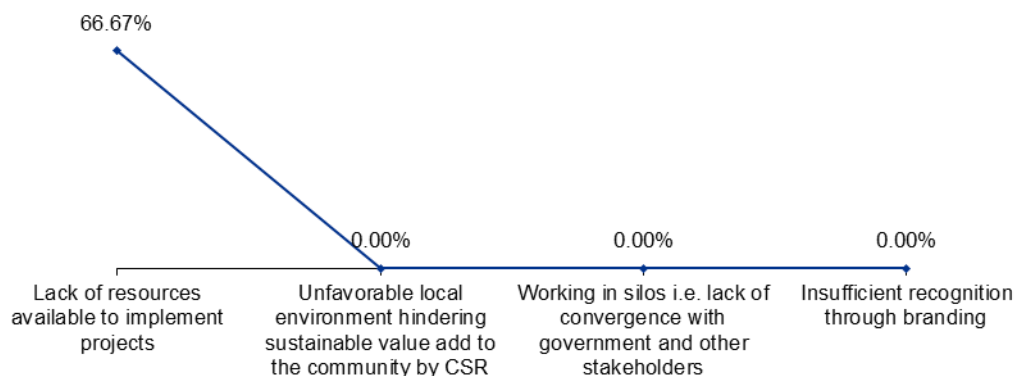 66.67%
0.00%
0.00%
0.00%
Lack of resources
available to implement
projects
Unfavorable local
environment hindering
sustainable value add to
the community by CSR
Working in silos i.e. lack of
convergence with
government and other
stakeholders
Insufficient recognition
through branding